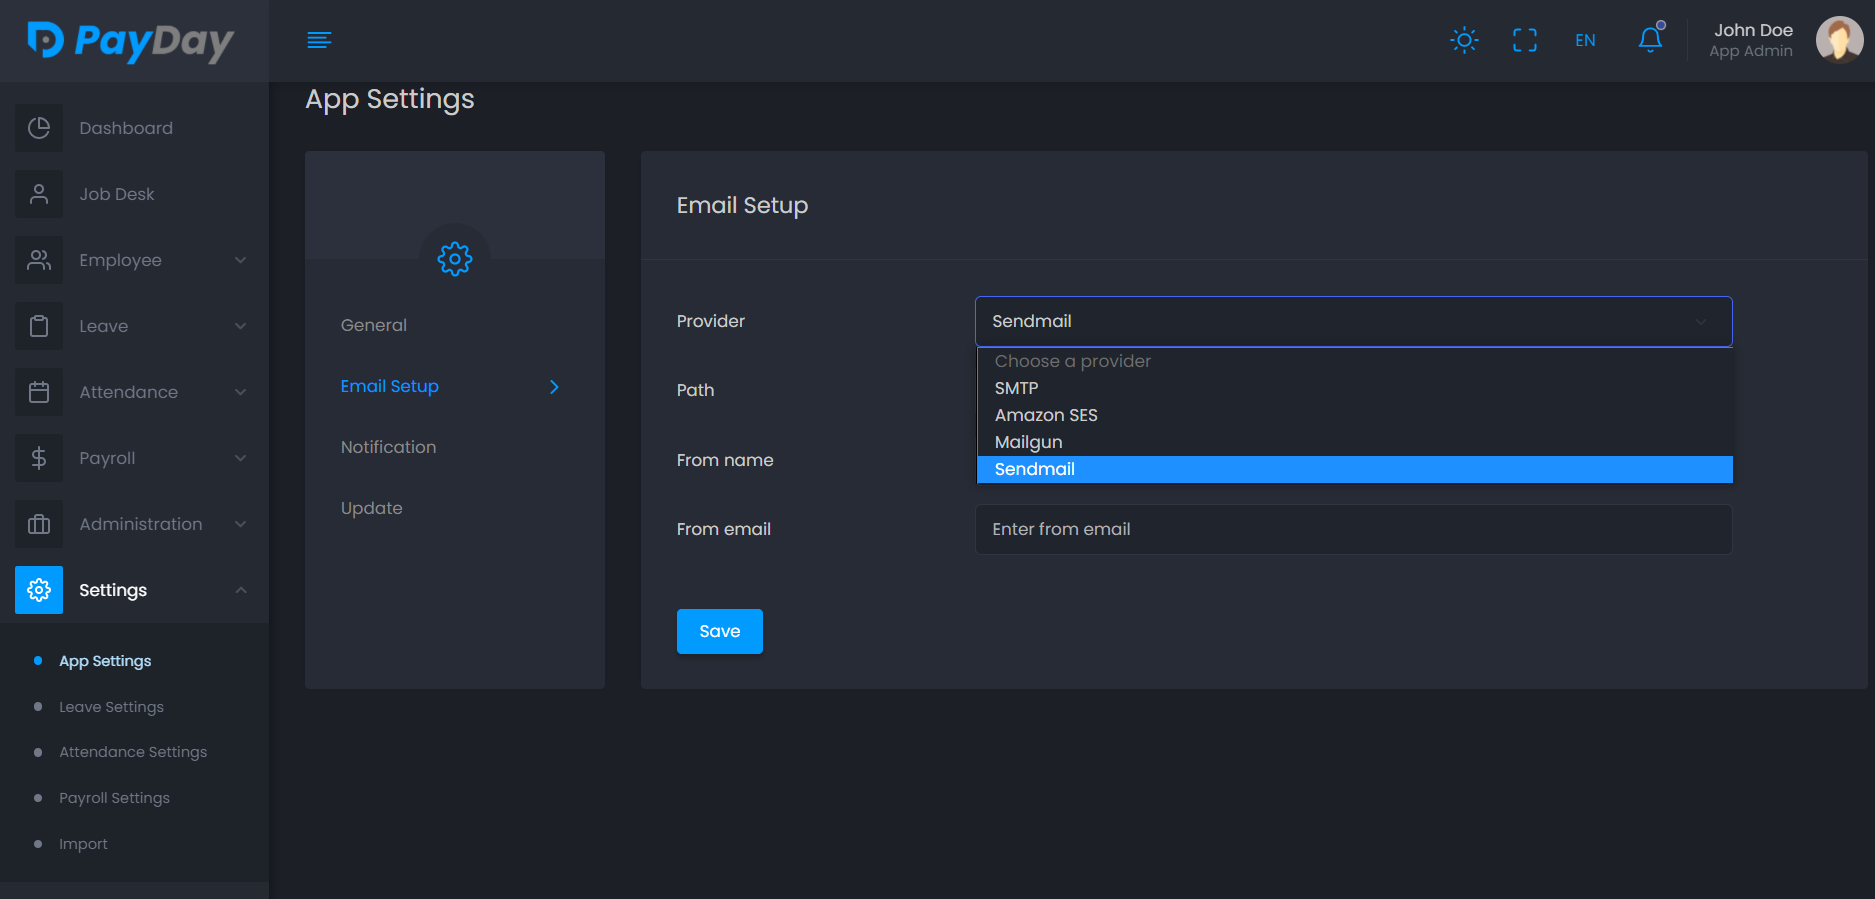 PayDay
EN
John Doe
App Admin
Dashboard
Job Desk
Employee
Leave
Attendance
Payroll
Administration
Settings
App Settings
Leave Settings
Attendance Settings
Payroll Settings
Import
App Settings
General
Email Setup
Notification
Update
Email Setup
Provider
Sendmail
Choose a provider
SMTP
Amazon SES
Mailgun
Sendmail
Path
From name
From email
Enter from email
Save